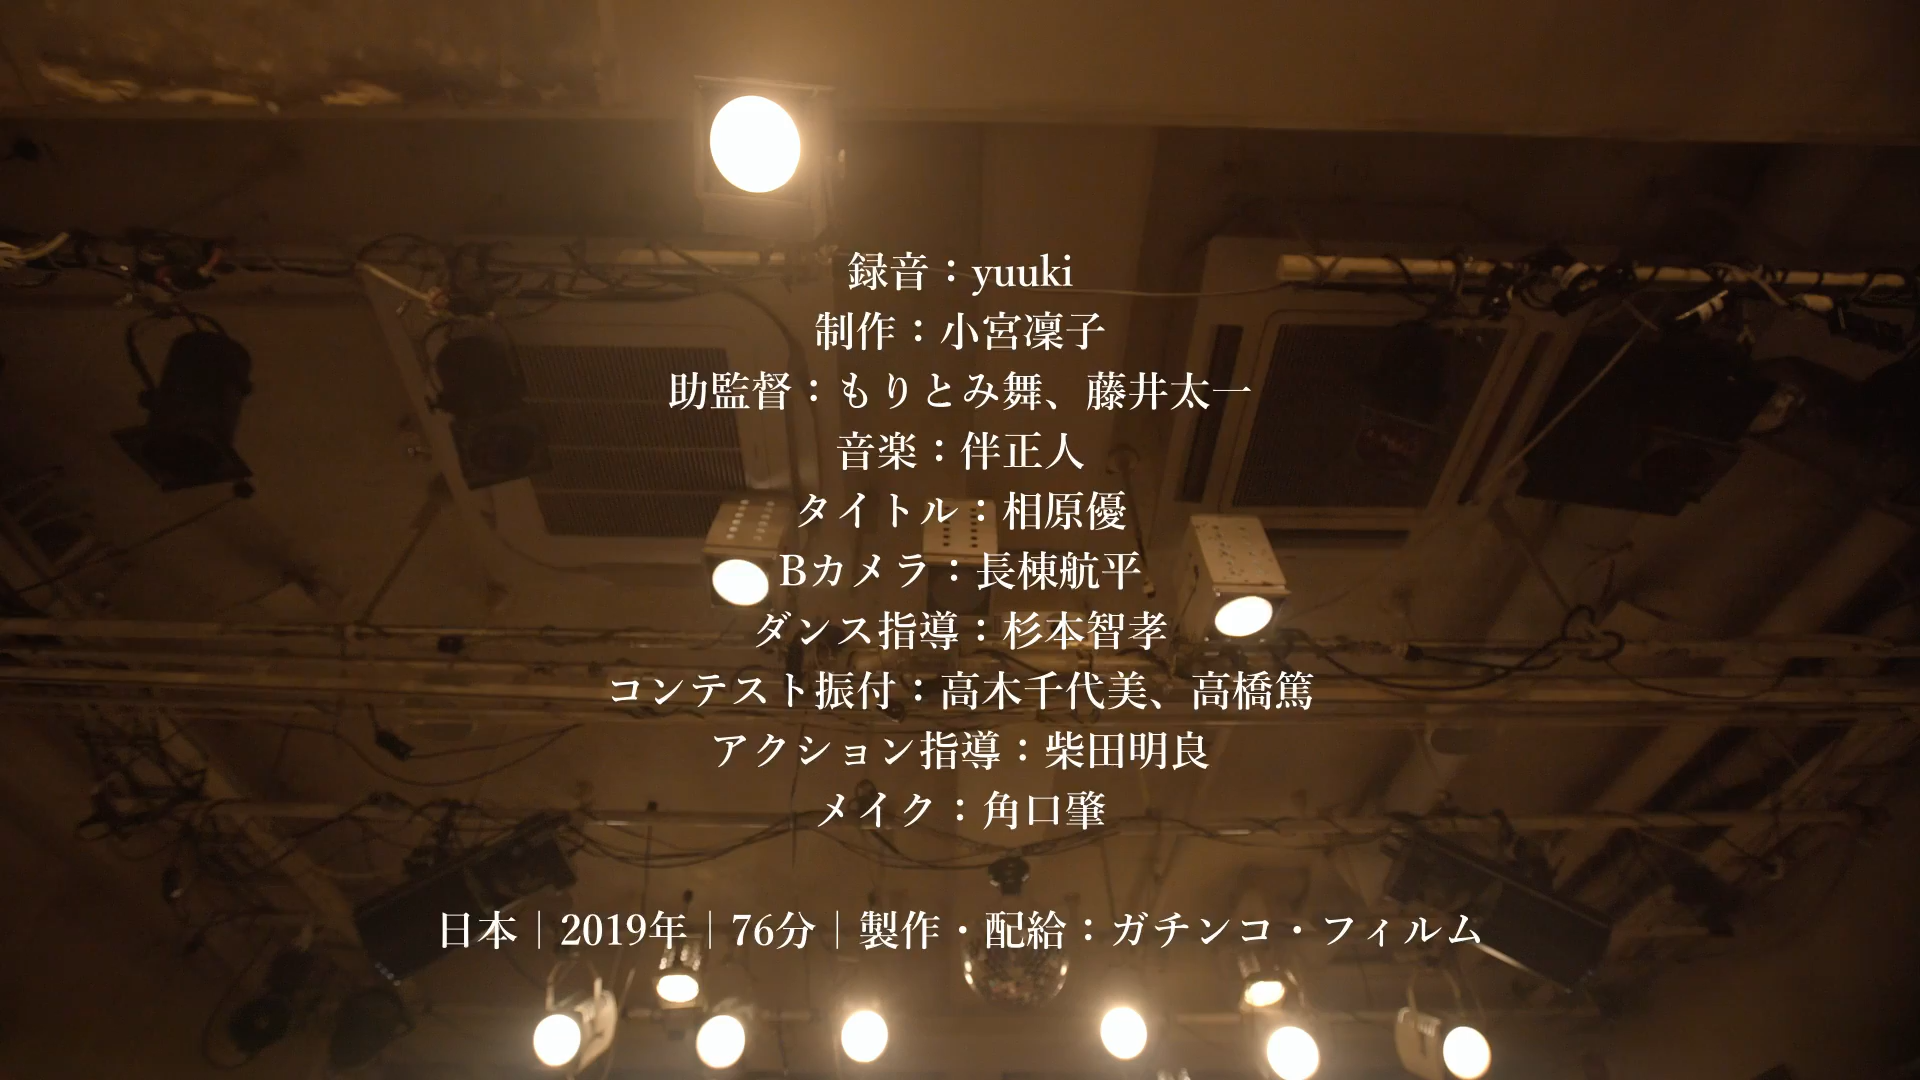 録音：yuuki
制作：小宮凜子
助監督：もりとみ舞、藤井太一
音楽：伴正人
タイトル：相原優
Bカメラ：長棟航平
ダンス指導：杉本智孝
コンテスト振付：高木千代美、高橋篤
アクション指導：柴田明良
メイク：角口肇
日本｜2019年｜76分｜製作・配給：ガチンコ・フィルム